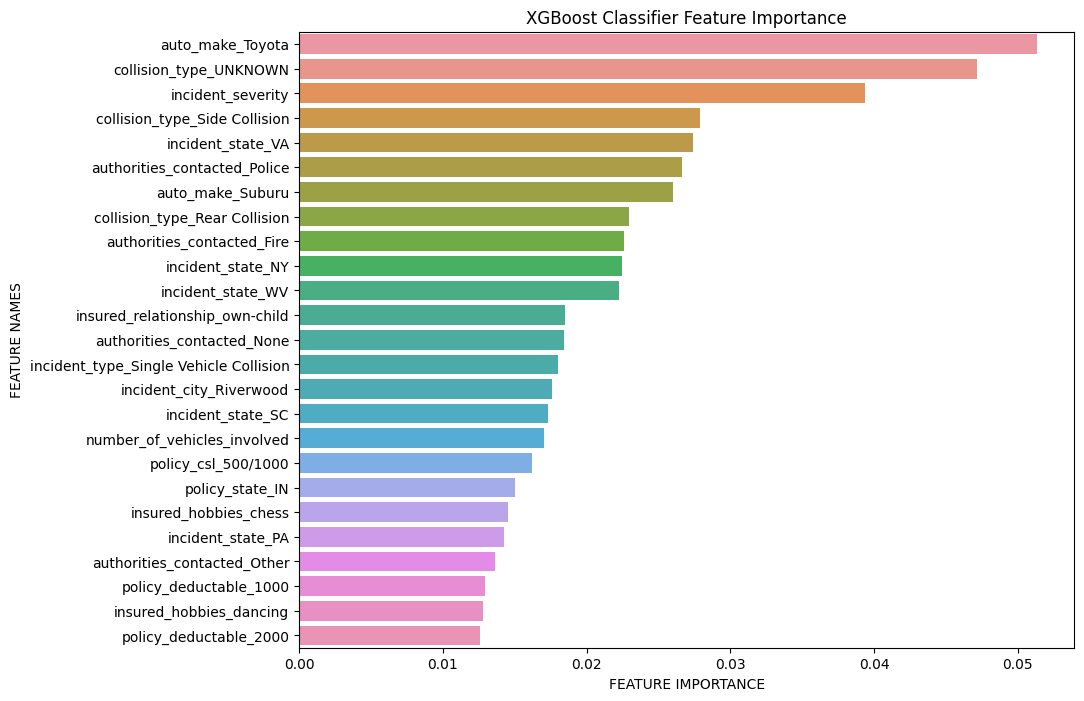 XGBoost Classifier Feature Importance
FEATURE NAMES
auto_make_Toyota
collision_type_UNKNOWN
incident_severity
collision_type_Side Collision
incident_state_VA
authorities_contacted_Police
auto_make_Suburu
collision_type_Rear Collision
authorities_contacted_Fire
incident_state_NY
incident_state_WV
insured_relationship_own-child
authorities_contacted_None
incident_type_Single Vehicle Collision
incident_city_Riverwood
incident_state_SC
number_of_vehicles_involved
policy_csl_500/1000
policy_state_IN
insured_hobbies_chess
incident_state_PA
authorities_contacted_Other
policy_deductable_1000
insured_hobbies_dancing
policy_deductable_2000
0.00 0.01 0.02 0.03 0.04 0.05
FEATURE IMPORTANCE